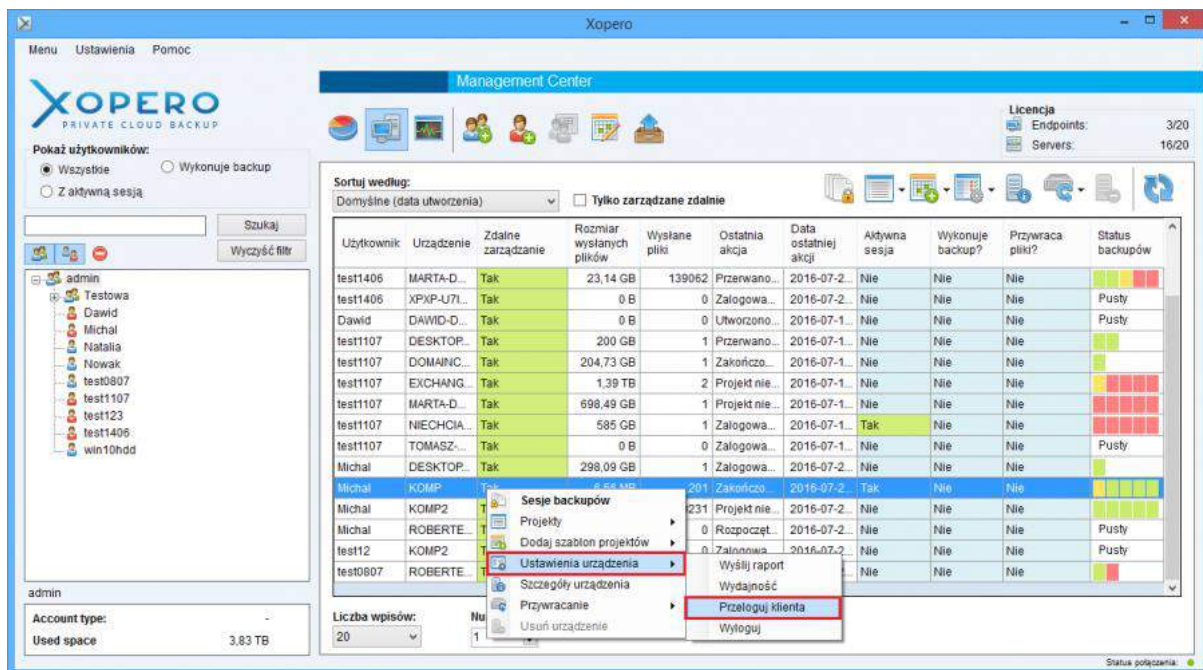 Xopero
Menu Ustawienia Pomoc
XOPERO
PRIVATE CLOUD BACKUP
Management Center
Licencja
Endpoints: 3/20
Servers: 16/20
Pokaż użytkowników:
Wszystkie Wykonuje backup
Z aktywną sesją
Szukaj
Wyczyść filtr
admin
Testowa
Dawid
Michal
Natalia
Nowak
test0807
test1107
test123
test1406
win10hdd
admin
Account type: -
Used space 3,83 TB
Sortuj według:
Domyślne (data utworzenia) Tylko zarządzane zdalnie
Użytkownik Urządzenie Zdalne zarządzanie Rozmiar wysłanych plików Wysłane pliki Ostatnia akcja Data ostatniej akcji Aktywna sesja Wykonuje backup? Przywraca pliki? Status backupów
test1406 MARTA-D... Tak 23,14 GB 139062 Przerwano... 2016-07-2... Nie Nie Nie
test1406 XPXP-U7I... Tak 0 B 0 Zalogowa... 2016-07-2... Nie Nie Nie Pusty
Dawid DAWID-D... Tak 0 B 0 Utworzono... 2016-07-1... Nie Nie Nie Pusty
test1107 DESKTOP... Tak 200 GB 1 Przerwano... 2016-07-1... Nie Nie Nie
test1107 DOMAINC... Tak 204,73 GB 1 Zakończo... 2016-07-1... Nie Nie Nie
test1107 EXCHANG... Tak 1,39 TB 2 Projekt nie... 2016-07-1... Nie Nie Nie
test1107 MARTA-D... Tak 698,49 GB 1 Projekt nie... 2016-07-1... Nie Nie Nie
test1107 NIECHCIA... Tak 585 GB 1 Zalogowa... 2016-07-1... Tak Nie Nie
test1107 TOMASZ-... Tak 0 B 0 Zalogowa... 2016-07-1... Nie Nie Nie Pusty
Michal DESKTOP... Tak 298,09 GB 1 Zalogowa... 2016-07-2... Nie Nie Nie
Michal KOMP Tak 6,56 MB 201 Zakończo... 2016-07-2... Tak Nie Nie
Michal KOMP2 231 Projekt nie... 2016-07-2... Nie Nie Nie
Michal ROBERTE... 0 Rozpoczęt... 2016-07-2... Nie Nie Nie Pusty
test12 KOMP2 0 Zalogowa... 2016-07-2... Nie Nie Nie Pusty
test0807 ROBERTE... Nie Nie Nie
Sesje backupów
Projekty
Dodaj szablon projektów
Ustawienia urządzenia
Szczegóły urządzenia
Przywracanie
Usuń urządzenie
Wyślij raport
Wydajność
Przeloguj klienta
Wyloguj
Liczba wpisów:
20 1
Status połączenia: